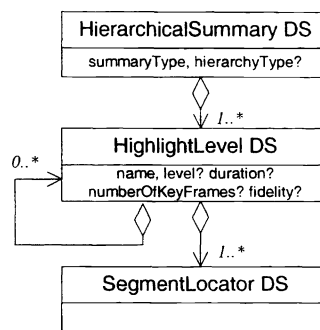 HierarchicalSummary DS
summaryType, hierarchyType?
1..*
0..*
HighlightLevel DS
name, level? duration?
numberOfKeyFrames? fidelity?
1..*
SegmentLocator DS